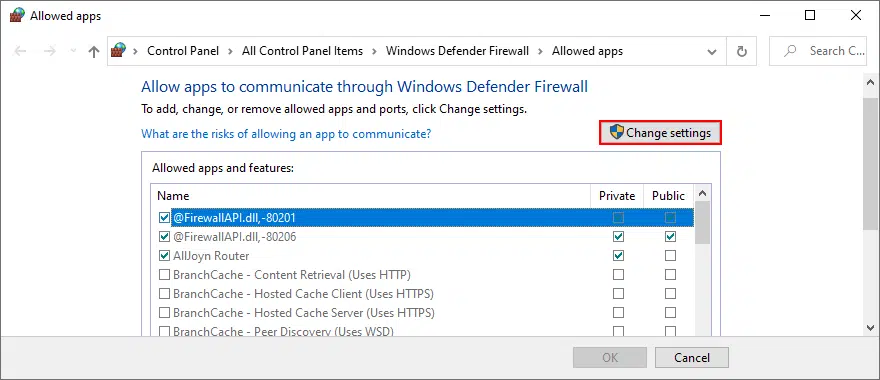 Allowed apps
Control Panel > All Control Panel Items > Windows Defender Firewall > Allowed apps
Search C...
Allow apps to communicate through Windows Defender Firewall
To add, change, or remove allowed apps and ports, click Change settings.
What are the risks of allowing an app to communicate?
Change settings
Allowed apps and features:
Name Private Public
@FirewallAPI.dll,-80201
@FirewallAPI.dll,-80206
AllJoyn Router
BranchCache - Content Retrieval (Uses HTTP)
BranchCache - Hosted Cache Client (Uses HTTPS)
BranchCache - Hosted Cache Server (Uses HTTPS)
BranchCache - Peer Discovery (Uses WSD)
OK Cancel